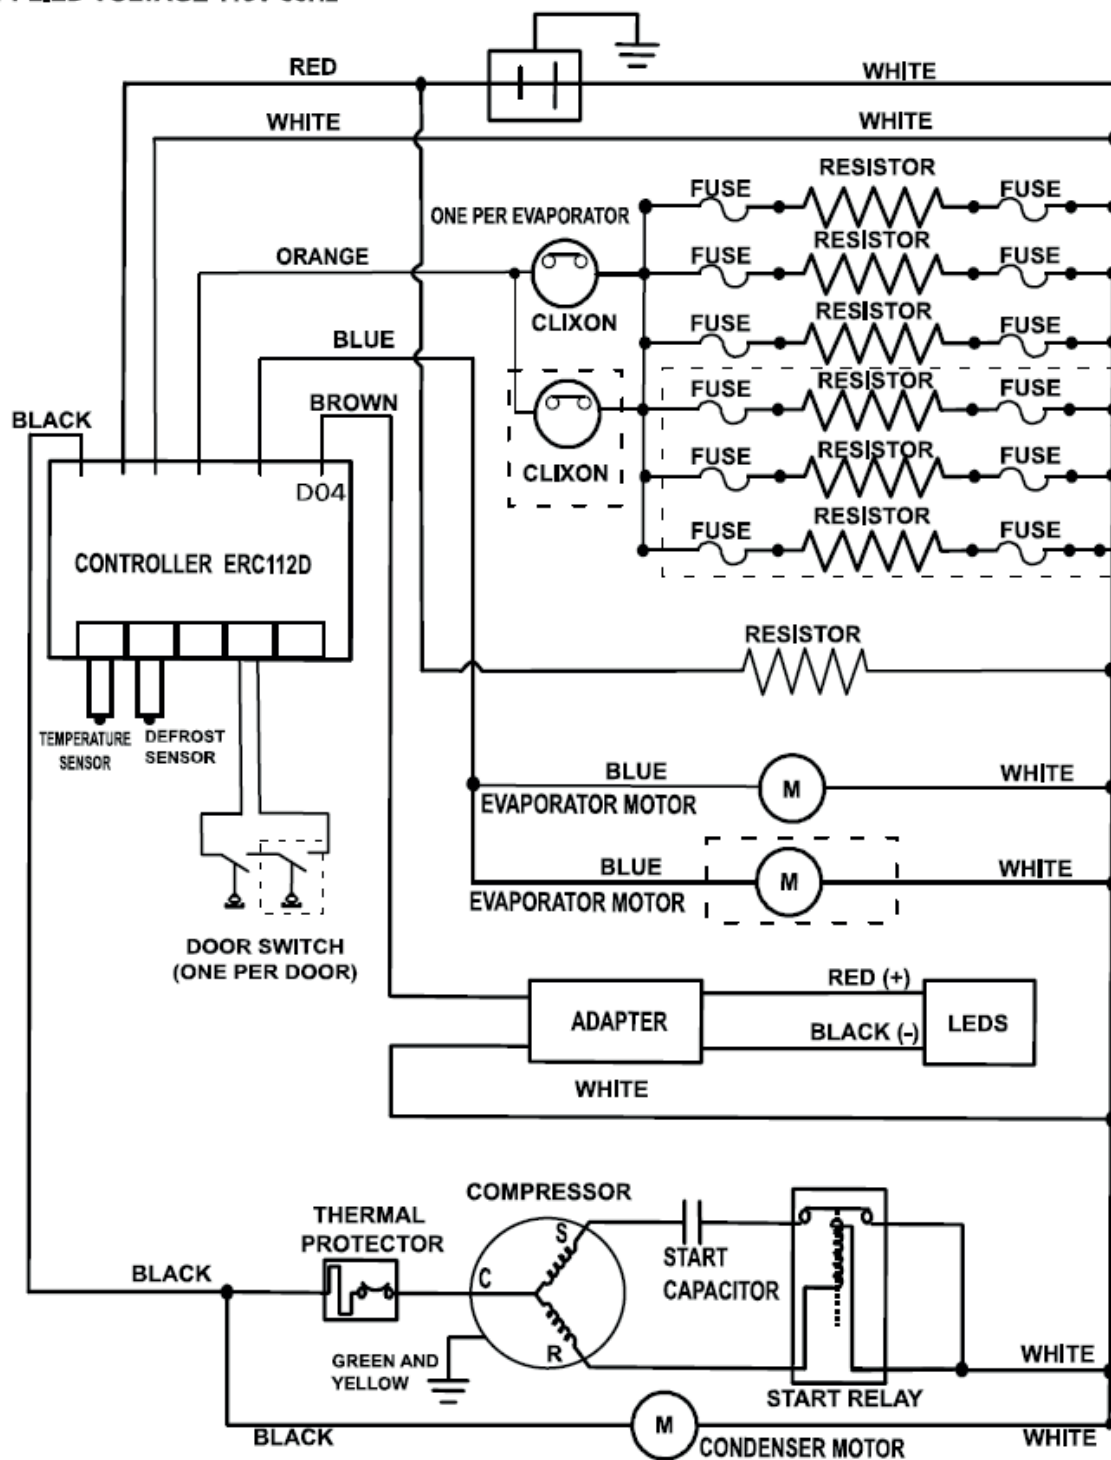 RED
WHITE
WHITE
WHITE
RESISTOR
FUSE
FUSE
ONE PER EVAPORATOR
RESISTOR
ORANGE
FUSE
FUSE
CLIXON
RESISTOR
FUSE
FUSE
BLUE
RESISTOR
BROWN
FUSE
FUSE
BLACK
RESISTOR
FUSE
FUSE
CLIXON
D04
RESISTOR
FUSE
FUSE
CONTROLLER ERC112D
RESISTOR
TEMPERATURE
SENSOR
DEFROST
SENSOR
BLUE
M
WHITE
EVAPORATOR MOTOR
BLUE
M
WHITE
EVAPORATOR MOTOR
DOOR SWITCH
(ONE PER DOOR)
RED (+)
ADAPTER
LEDS
BLACK (-)
WHITE
COMPRESSOR
THERMAL
PROTECTOR
S
START
CAPACITOR
BLACK
C
R
GREEN AND
YELLOW
WHITE
START RELAY
BLACK
M
CONDENSER MOTOR
WHITE